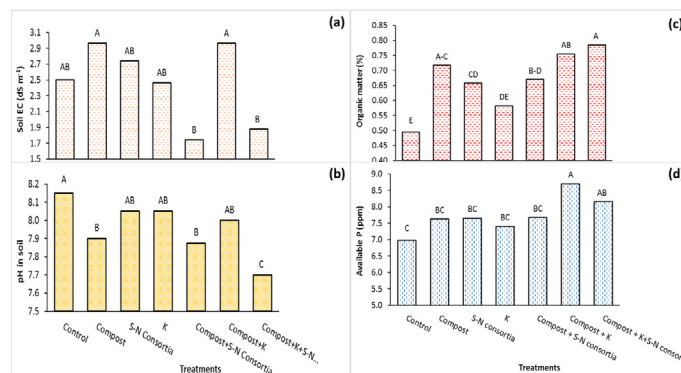 (a)
Soil EC (dS m⁻¹)
3.1
2.9
2.7
2.5
2.3
2.1
1.9
1.7
1.5
AB
A
AB
AB
B
A
B
(b)
pH in soil
8.2
8.1
8.0
7.9
7.8
7.7
7.6
7.5
A
B
AB
AB
B
AB
C
Control
Compost
S-N Consortia
K
Compost+S-N Consortia
Compost+K
Compost+K+S-N...
Treatments
(c)
Organic matter (%)
0.80
0.75
0.70
0.65
0.60
0.55
0.50
0.45
0.40
E
A-C
CD
DE
B-D
AB
A
(d)
Available P (ppm)
9.0
8.5
8.0
7.5
7.0
6.5
6.0
5.5
5.0
C
BC
BC
BC
BC
A
AB
Control
Compost
S-N consortia
K
Compost + S-N consortia
Compost + K
Compost + K+S-N consor
Treatments